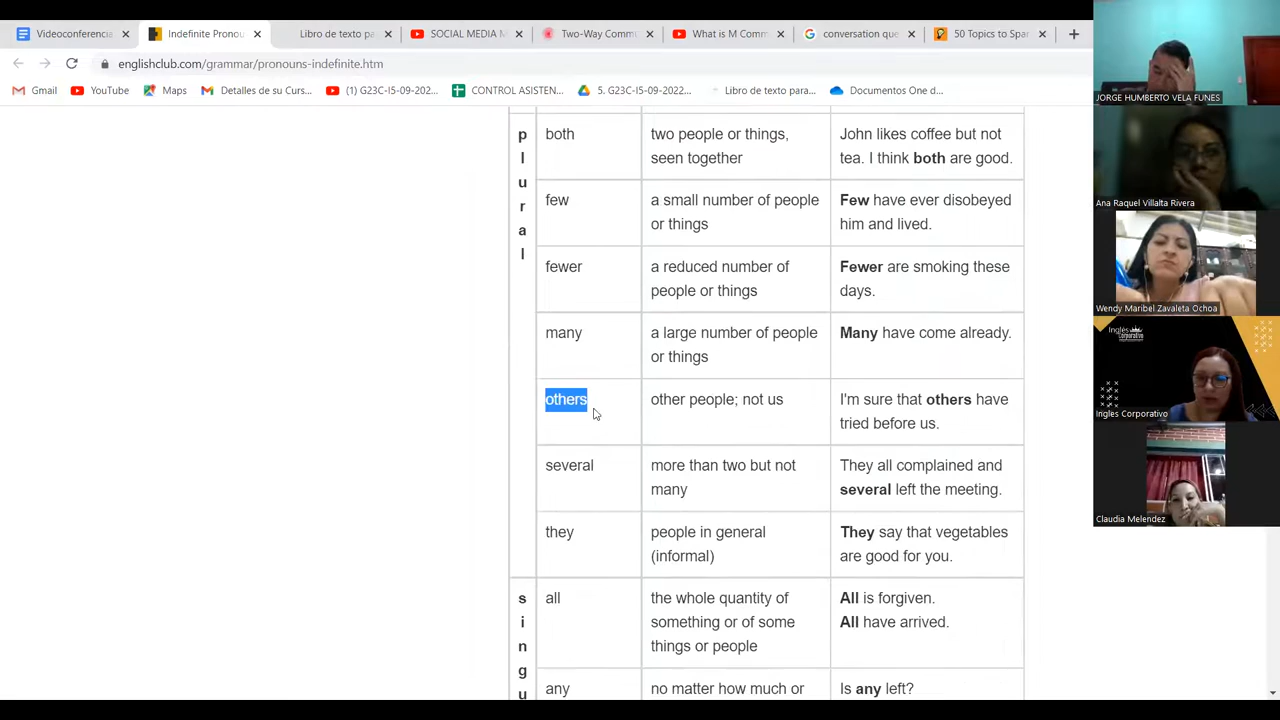 Videoconferencia
Indefinite Pronou
Libro de texto pa
SOCIAL MEDIA M
Two-Way Commu
What is M Comm
conversation que
50 Topics to Spar
englishclub.com/grammar/pronouns-indefinite.htm
Gmail
YouTube
Maps
Detalles de su Curs...
(1) G23C-I5-09-202...
CONTROL ASISTEN...
5. G23C-I5-09-2022...
Libro de texto para...
Documentos One d...
plural
both
two people or things,
seen together
John likes coffee but not
tea. I think both are good.
few
a small number of people
or things
Few have ever disobeyed
him and lived.
fewer
a reduced number of
people or things
Fewer are smoking these
days.
many
a large number of people
or things
Many have come already.
others
other people; not us
I'm sure that others have
tried before us.
several
more than two but not
many
They all complained and
several left the meeting.
they
people in general
(informal)
They say that vegetables
are good for you.
singu
all
the whole quantity of
something or of some
things or people
All is forgiven.
All have arrived.
any
no matter how much or
Is any left?
JORGE HUMBERTO VELA FUNES
Ana Raquel Villalta Rivera
Wendy Maribel Zavaleta Ochoa
Inglés
Corporativo
Ingles Corporativo
Claudia Melendez